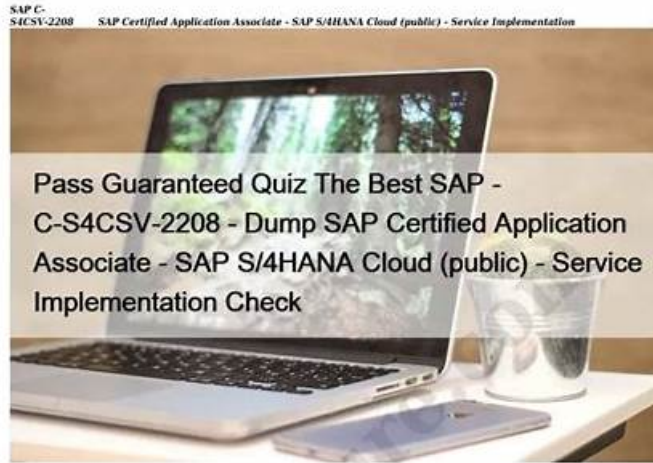 SAP C-
S4CSV-2208 SAP Certified Application Associate - SAP S/4HANA Cloud (public) - Service Implementation
Pass Guaranteed Quiz The Best SAP -
C-S4CSV-2208 - Dump SAP Certified Application
Associate - SAP S/4HANA Cloud (public) - Service
Implementation Check